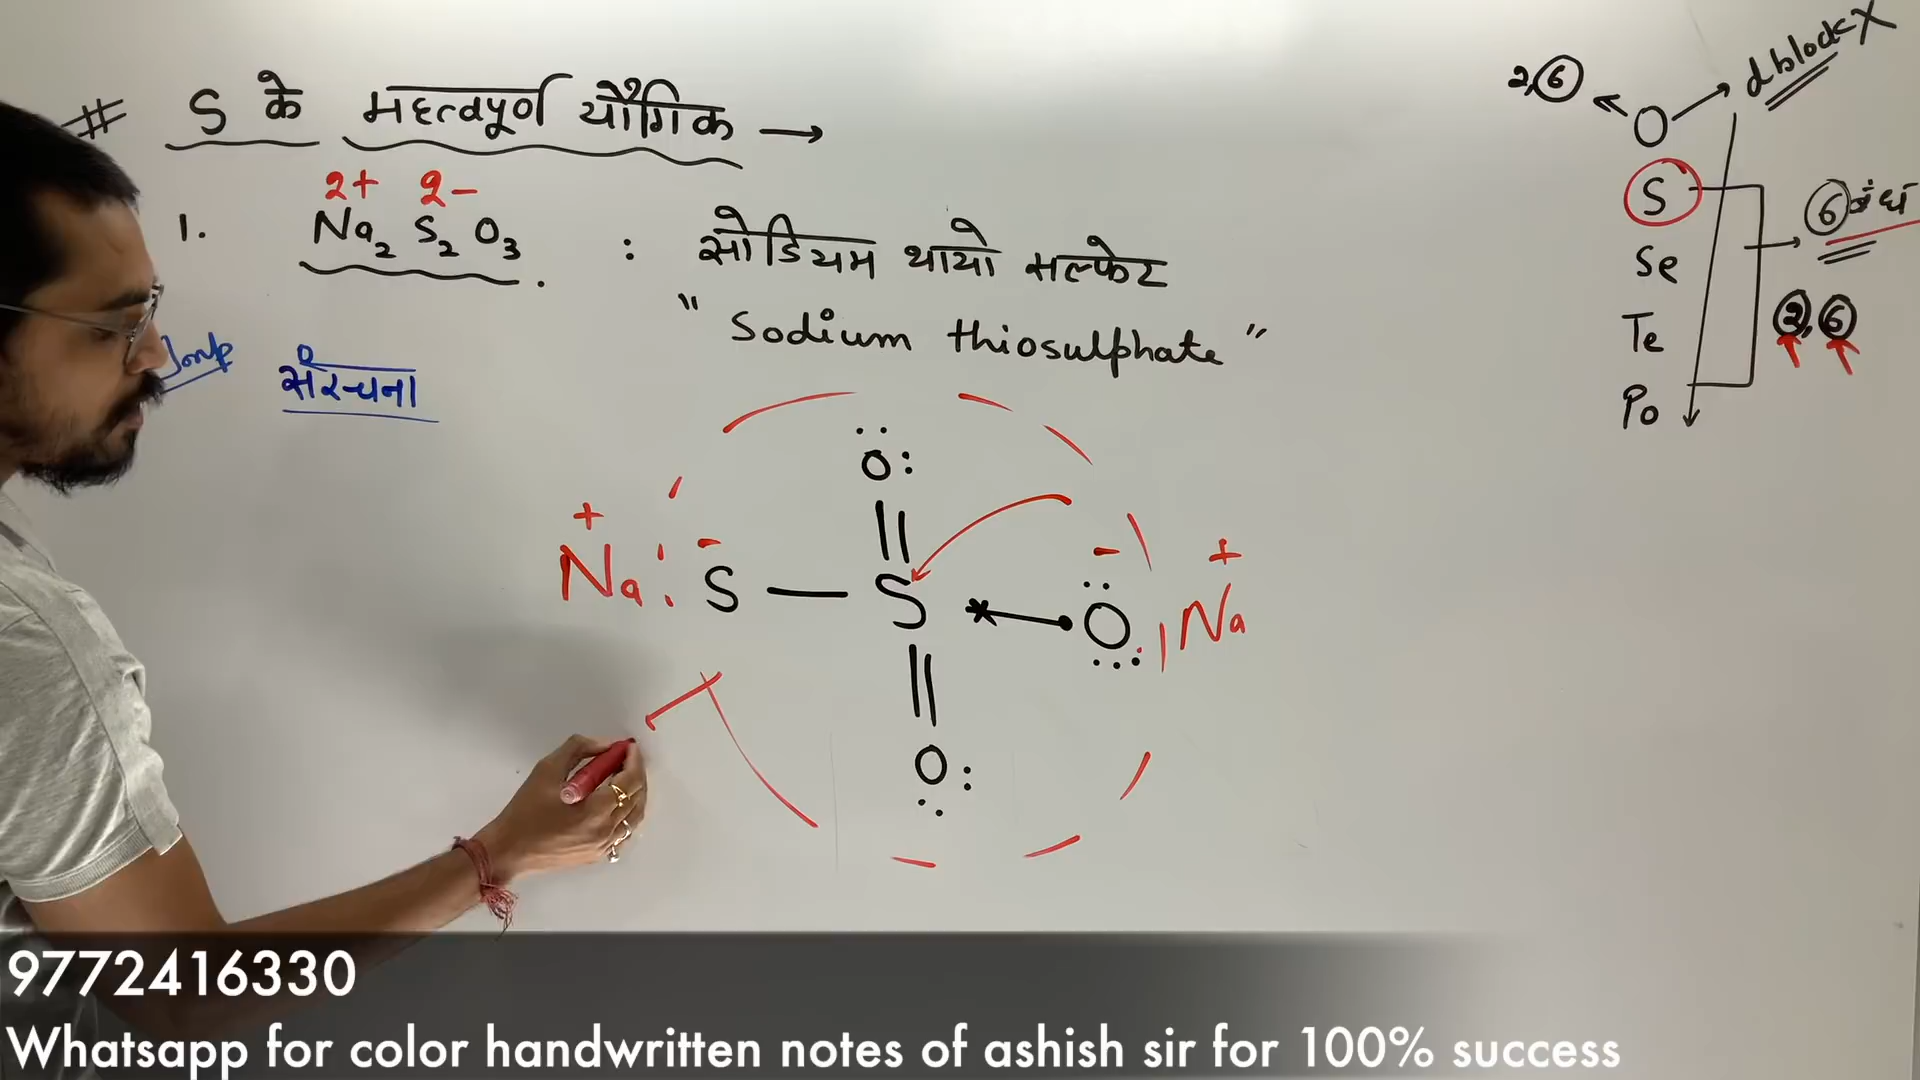 # S के महत्वपूर्ण यौगिक →
2+ 2-
1. Na2 S2 O3 : सोडियम थायो सल्फेट
" Sodium thiosulphate "
संरचना
O
+ - - +
Na S — S O Na
O
2,6 O d block X
S 6 बंध
Se
Te 2, 6
Po
9772416330
Whatsapp for color handwritten notes of ashish sir for 100% success